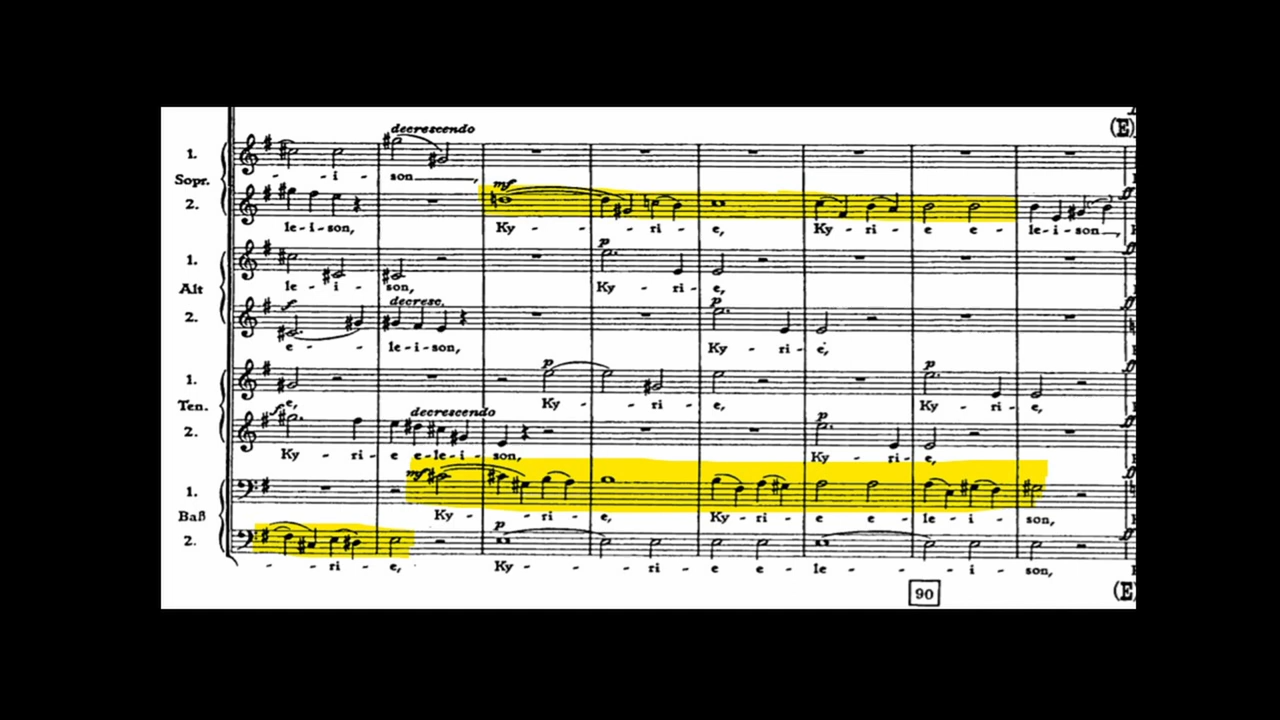 (E)
decrescendo
1.
- - i - son,
Sopr.
mf
2.
le-i-son, Ky - - ri - e, Ky - ri - e e - le-i-son,
p
1.
le - i - son, Ky - ri - e,
Alt
f decresc. p
2.
e - - le-i-son, Ky - ri - e,
p p
1.
e, Ky - ri - e, Ky - ri - e,
Ten.
f decrescendo p
2.
Ky - ri - e e-le-i - son, Ky - ri - e,
mf
1.
Ky - - ri - e, Ky - ri - e e - le - i - son,
Baß
p
2.
- - ri - e, Ky - - ri - e e - le - - i - son,
90
(E)